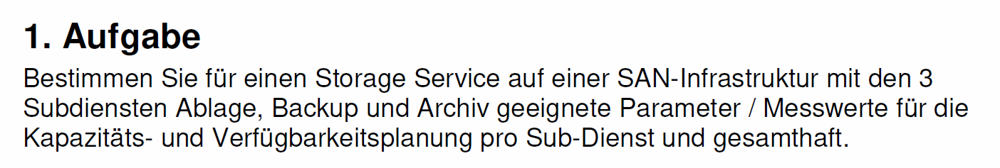 1. Aufgabe
Bestimmen Sie für einen Storage Service auf einer SAN-Infrastruktur mit den 3
Subdiensten Ablage, Backup und Archiv geeignete Parameter / Messwerte für die
Kapazitäts- und Verfügbarkeitsplanung pro Sub-Dienst und gesamthaft.